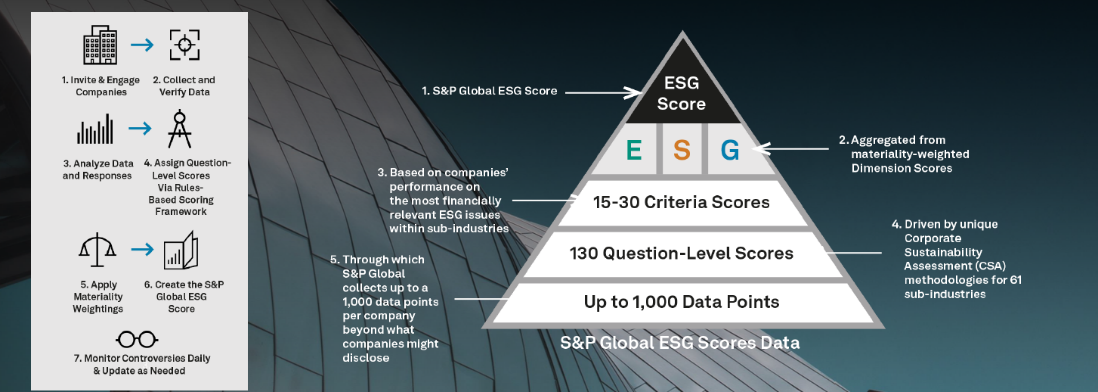 1. Invite & Engage
Companies
2. Collect and
Verify Data
3. Analyze Data
and Responses
4. Assign Question-
Level Scores
Via Rules-
Based Scoring
Framework
5. Apply
Materiality
Weightings
6. Create the S&P
Global ESG
Score
7. Monitor Controversies Daily
& Update as Needed
1. S&P Global ESG Score
ESG
Score
E S G
2. Aggregated from
materiality-weighted
Dimension Scores
3. Based on companies'
performance on
the most financially
relevant ESG issues
within sub-industries
15-30 Criteria Scores
130 Question-Level Scores
4. Driven by unique
Corporate
Sustainability
Assessment (CSA)
methodologies for 61
sub-industries
5. Through which
S&P Global
collects up to a
1,000 data points
per company
beyond what
companies might
disclose
Up to 1,000 Data Points
S&P Global ESG Scores Data